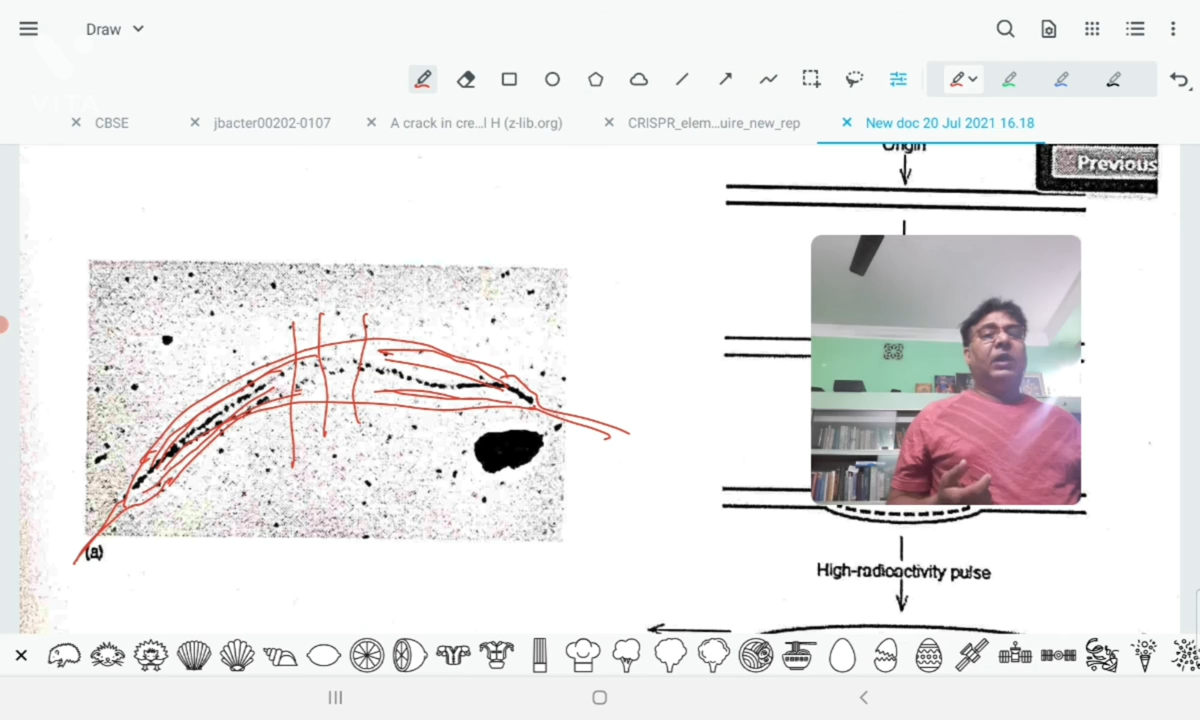 Draw
VITA
CBSE
jbacter00202-0107
A crack in cre...l H (z-lib.org)
CRISPR_elem...uire_new_rep
New doc 20 Jul 2021 16.18
Origin
Previous
(a)
High-radioactivity pulse